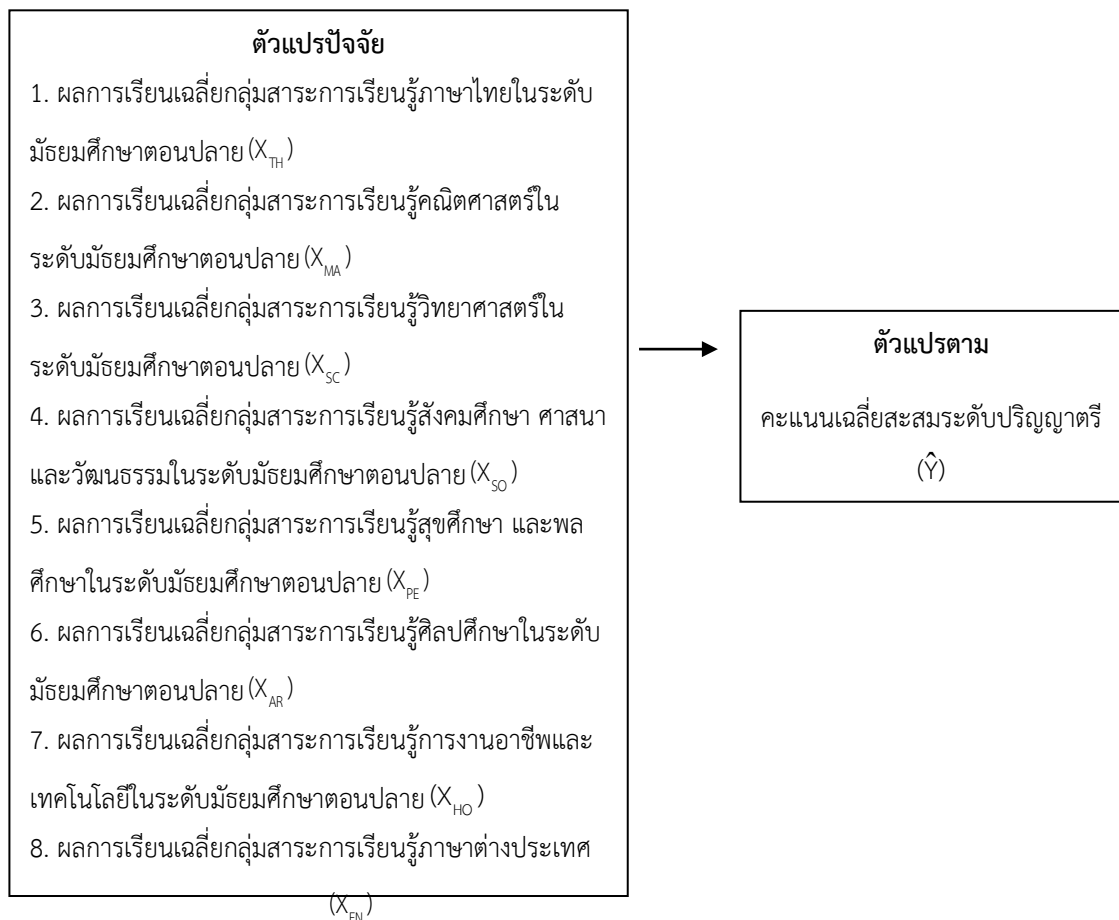 ตัวแปรปัจจัย
1. ผลการเรียนเฉลี่ยกลุ่มสาระการเรียนรู้ภาษาไทยในระดับ
มัธยมศึกษาตอนปลาย (X_TH)
2. ผลการเรียนเฉลี่ยกลุ่มสาระการเรียนรู้คณิตศาสตร์ใน
ระดับมัธยมศึกษาตอนปลาย (X_MA)
3. ผลการเรียนเฉลี่ยกลุ่มสาระการเรียนรู้วิทยาศาสตร์ใน
ระดับมัธยมศึกษาตอนปลาย (X_SC)
4. ผลการเรียนเฉลี่ยกลุ่มสาระการเรียนรู้สังคมศึกษา ศาสนา
และวัฒนธรรมในระดับมัธยมศึกษาตอนปลาย (X_SO)
5. ผลการเรียนเฉลี่ยกลุ่มสาระการเรียนรู้สุขศึกษา และพล
ศึกษาในระดับมัธยมศึกษาตอนปลาย (X_PE)
6. ผลการเรียนเฉลี่ยกลุ่มสาระการเรียนรู้ศิลปศึกษาในระดับ
มัธยมศึกษาตอนปลาย (X_AR)
7. ผลการเรียนเฉลี่ยกลุ่มสาระการเรียนรู้การงานอาชีพและ
เทคโนโลยีในระดับมัธยมศึกษาตอนปลาย (X_HO)
8. ผลการเรียนเฉลี่ยกลุ่มสาระการเรียนรู้ภาษาต่างประเทศ
(X_EN)
ตัวแปรตาม
คะแนนเฉลี่ยสะสมระดับปริญญาตรี
(Ŷ)